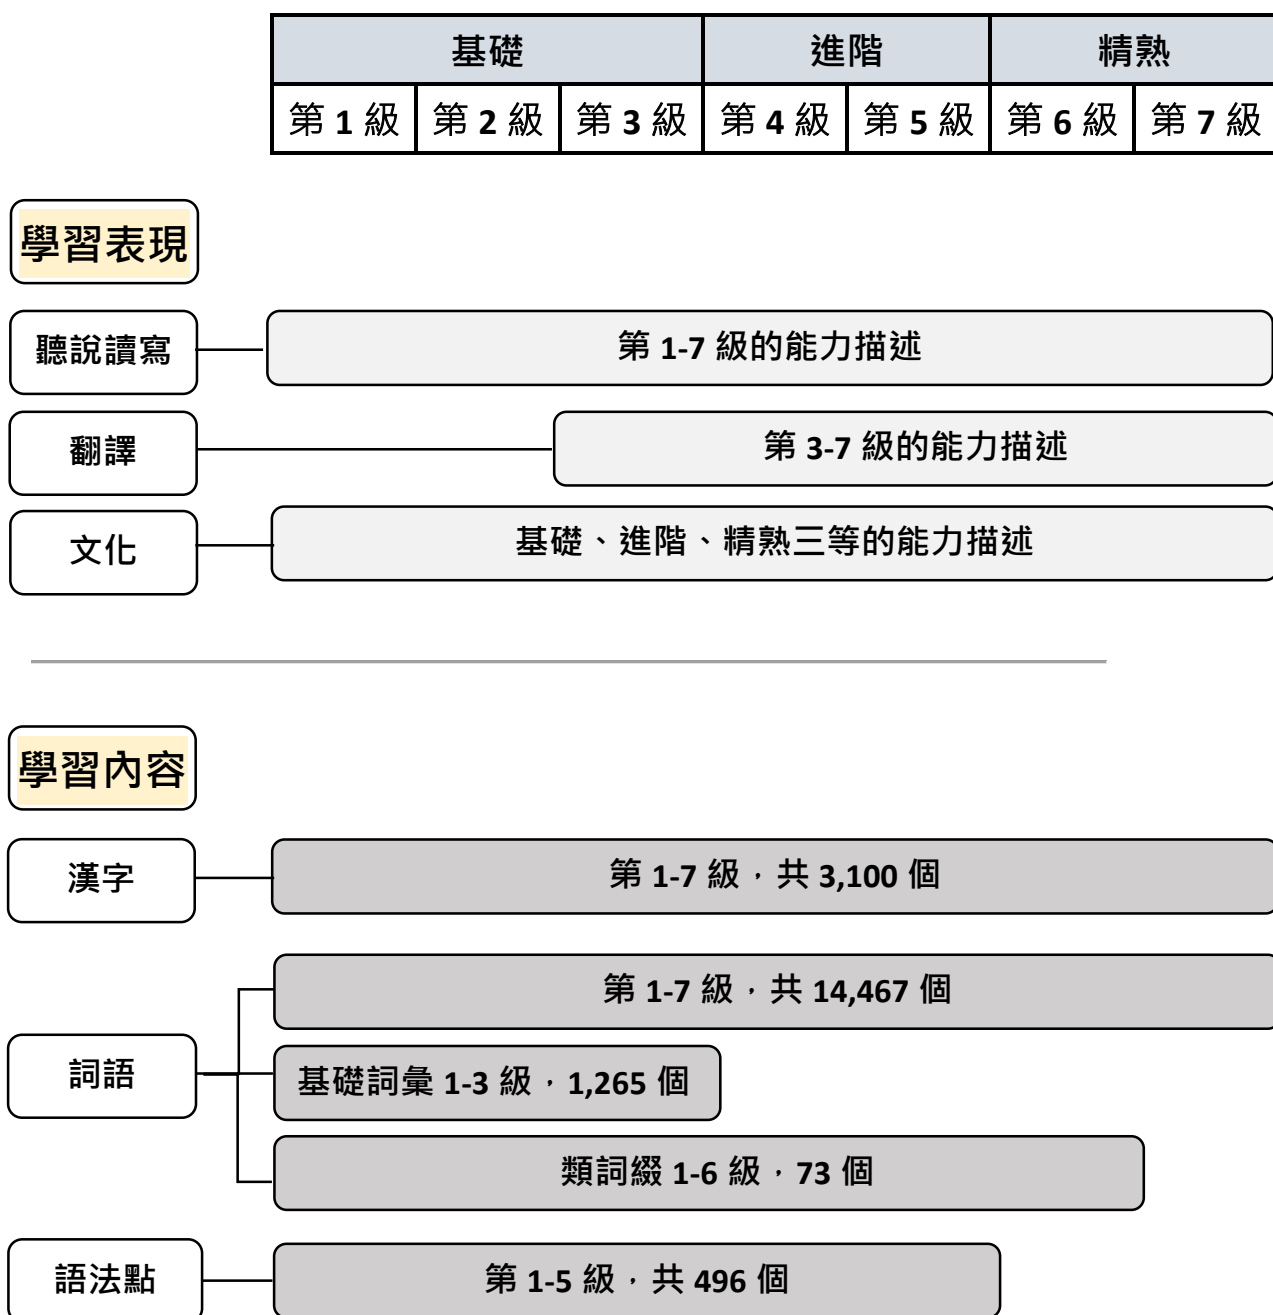 基礎 進階 精熟
第 1 級 第 2 級 第 3 級 第 4 級 第 5 級 第 6 級 第 7 級
學習表現
聽說讀寫 第 1-7 級的能力描述
翻譯 第 3-7 級的能力描述
文化 基礎、進階、精熟三等的能力描述
學習內容
漢字 第 1-7 級，共 3,100 個
第 1-7 級，共 14,467 個
詞語 基礎詞彙 1-3 級，1,265 個
類詞綴 1-6 級，73 個
語法點 第 1-5 級，共 496 個